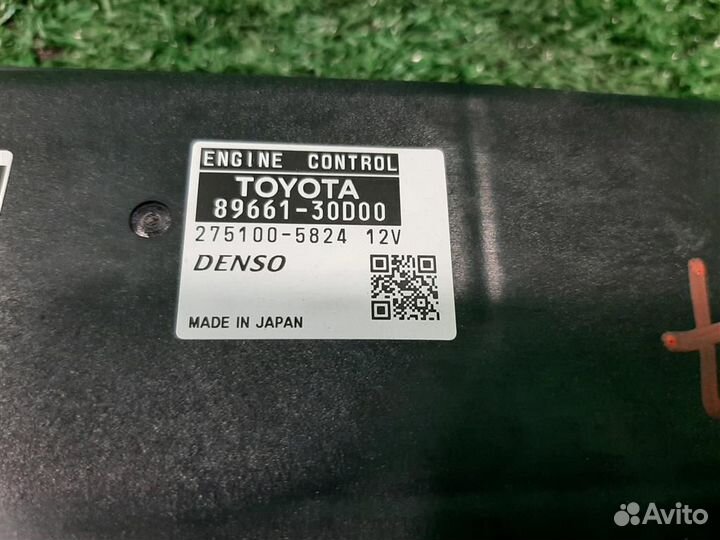 ENGINE CONTROL
TOYOTA
89661-30D00
275100-5824 12V
DENSO
MADE IN JAPAN
Avito